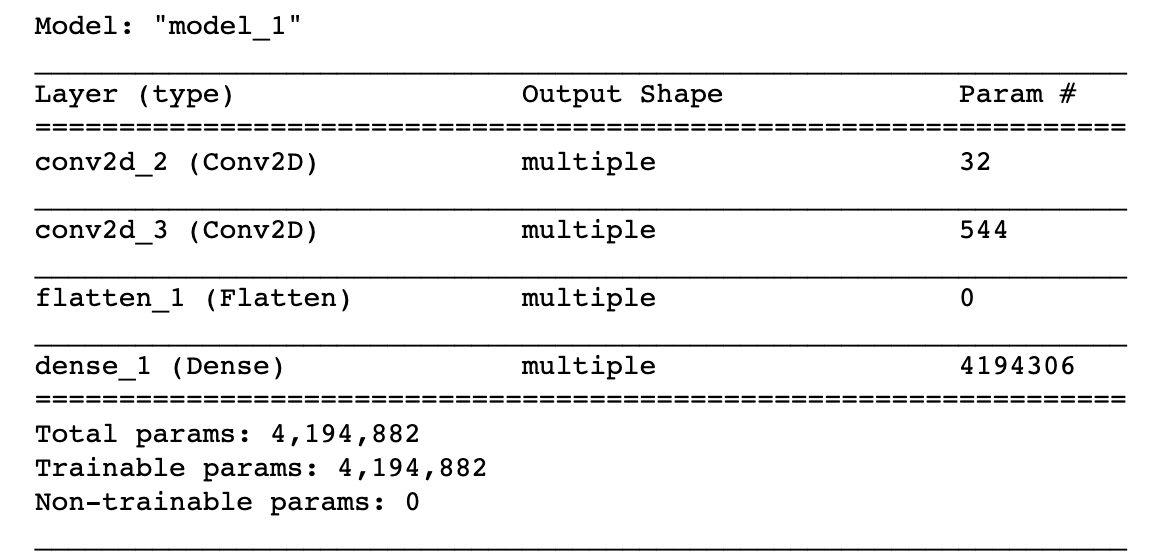 Model: "model_1"
Layer (type) Output Shape Param #
conv2d_2 (Conv2D) multiple 32
conv2d_3 (Conv2D) multiple 544
flatten_1 (Flatten) multiple 0
dense_1 (Dense) multiple 4194306
Total params: 4,194,882
Trainable params: 4,194,882
Non-trainable params: 0